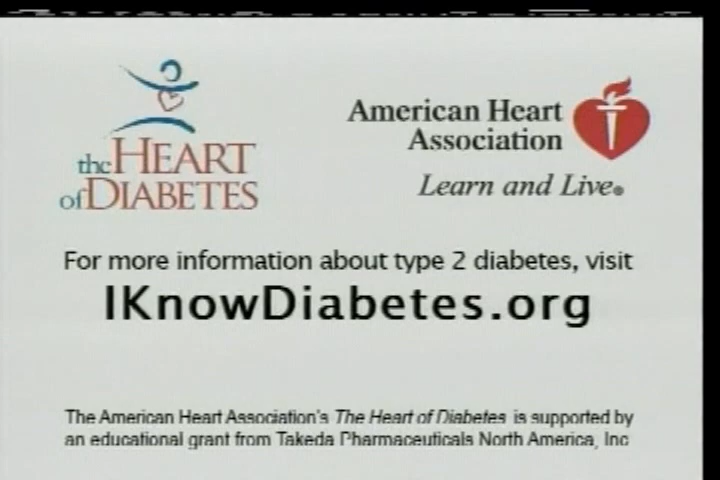 the HEART
of DIABETES
American Heart
Association
Learn and Live®
For more information about type 2 diabetes, visit
IKnowDiabetes.org
The American Heart Association's The Heart of Diabetes is supported by
an educational grant from Takeda Pharmaceuticals North America, Inc